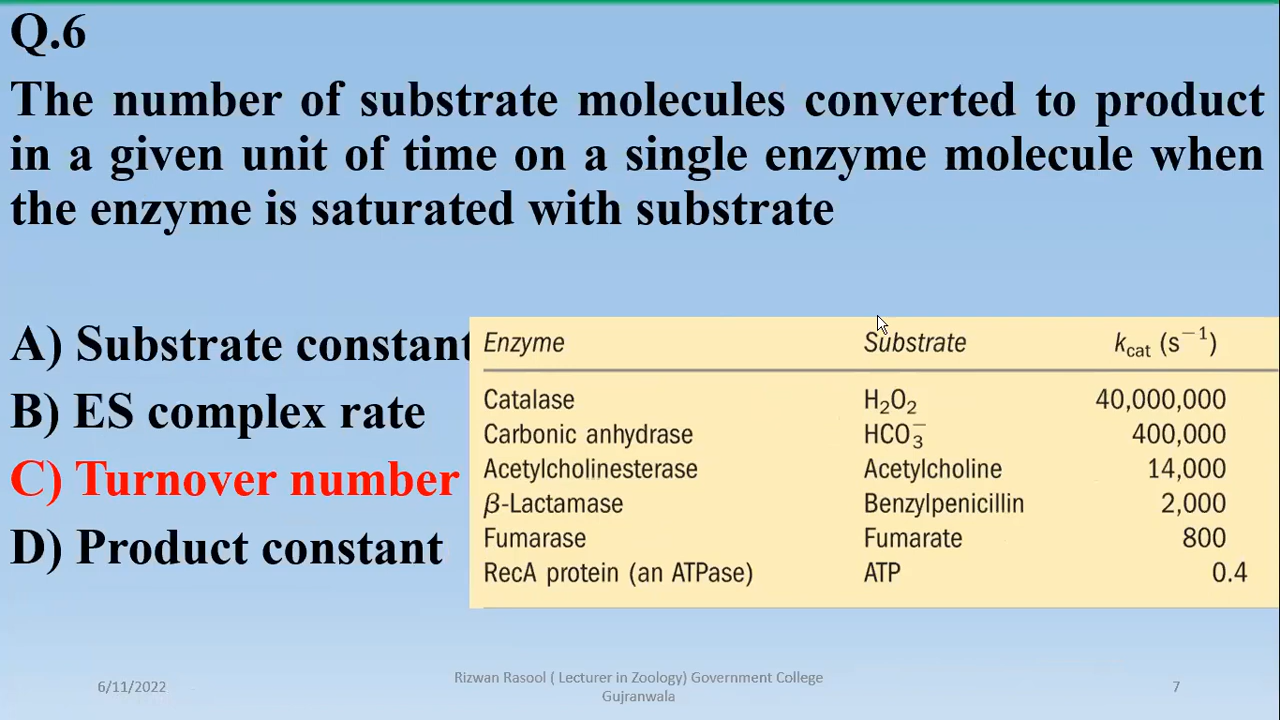 Q.6
The number of substrate molecules converted to product
in a given unit of time on a single enzyme molecule when
the enzyme is saturated with substrate
A) Substrate constant
B) ES complex rate
C) Turnover number
D) Product constant
Enzyme Substrate k_cat (s⁻¹)
Catalase H₂O₂ 40,000,000
Carbonic anhydrase HCO₃⁻ 400,000
Acetylcholinesterase Acetylcholine 14,000
β-Lactamase Benzylpenicillin 2,000
Fumarase Fumarate 800
RecA protein (an ATPase) ATP 0.4
6/11/2022
Rizwan Rasool ( Lecturer in Zoology) Government College
Gujranwala
7